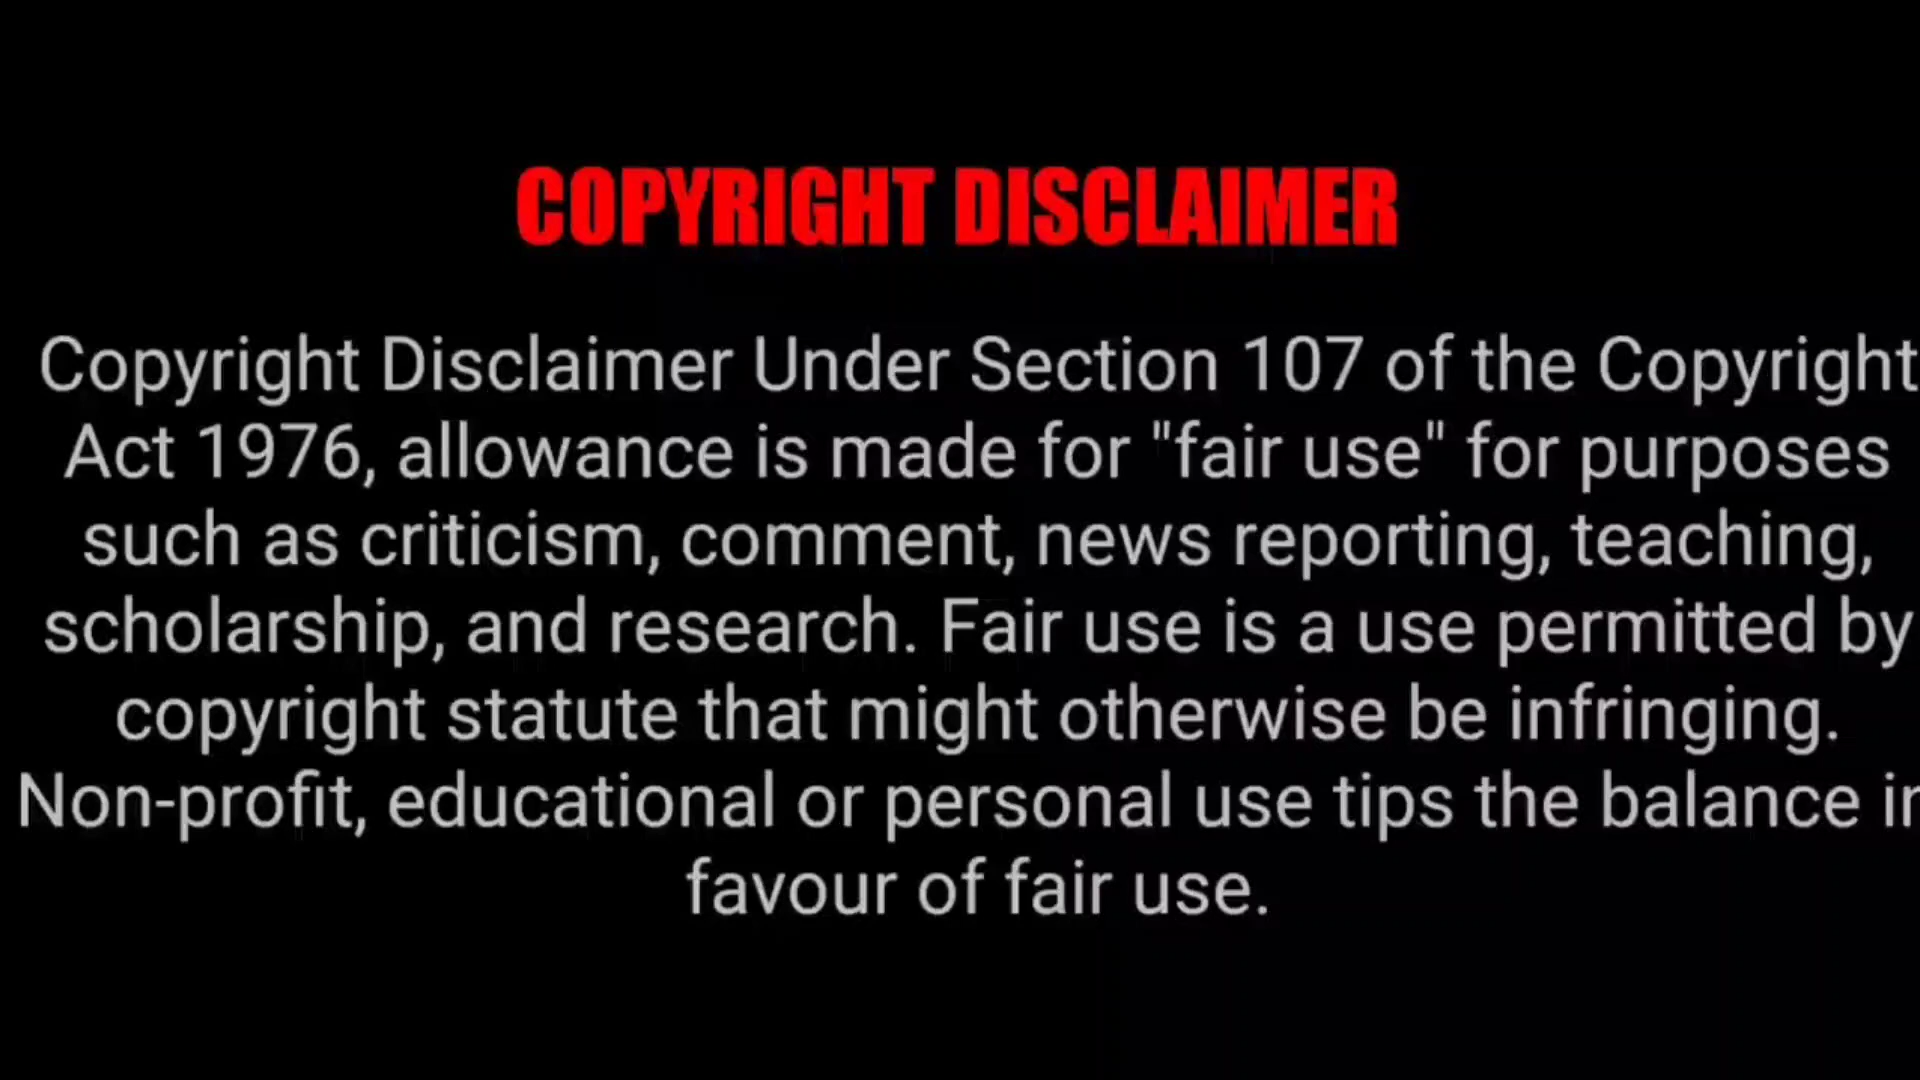 COPYRIGHT DISCLAIMER
Copyright Disclaimer Under Section 107 of the Copyright
Act 1976, allowance is made for "fair use" for purposes
such as criticism, comment, news reporting, teaching,
scholarship, and research. Fair use is a use permitted by
copyright statute that might otherwise be infringing.
Non-profit, educational or personal use tips the balance in
favour of fair use.